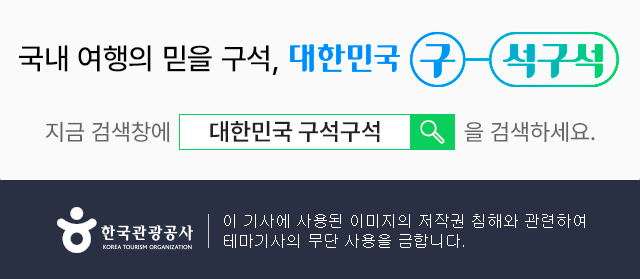 국내 여행의 믿을 구석, 대한민국 구석구석
지금 검색창에 대한민국 구석구석 을 검색하세요.
한국관광공사
KOREA TOURISM ORGANIZATION
이 기사에 사용된 이미지의 저작권 침해와 관련하여
테마기사의 무단 사용을 금합니다.